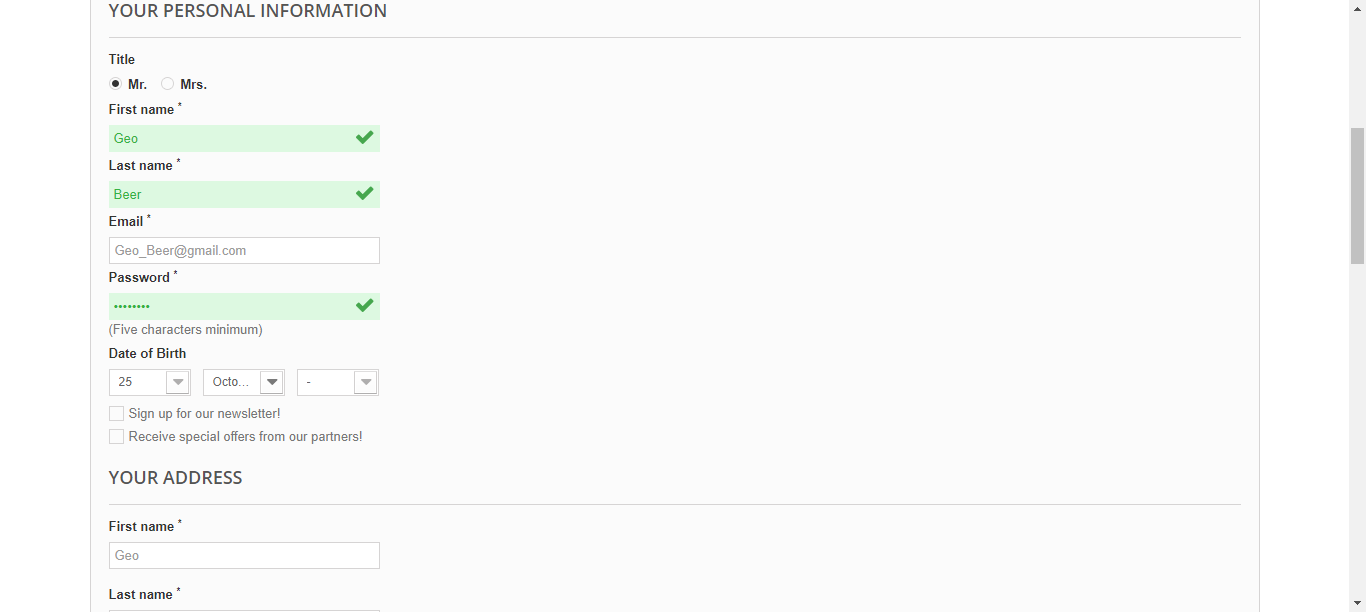 YOUR PERSONAL INFORMATION
Title
Mr. Mrs.
First name *
Geo
Last name *
Beer
Email *
Geo_Beer@gmail.com
Password *
••••••••
(Five characters minimum)
Date of Birth
25 Octo... -
Sign up for our newsletter!
Receive special offers from our partners!
YOUR ADDRESS
First name *
Geo
Last name *